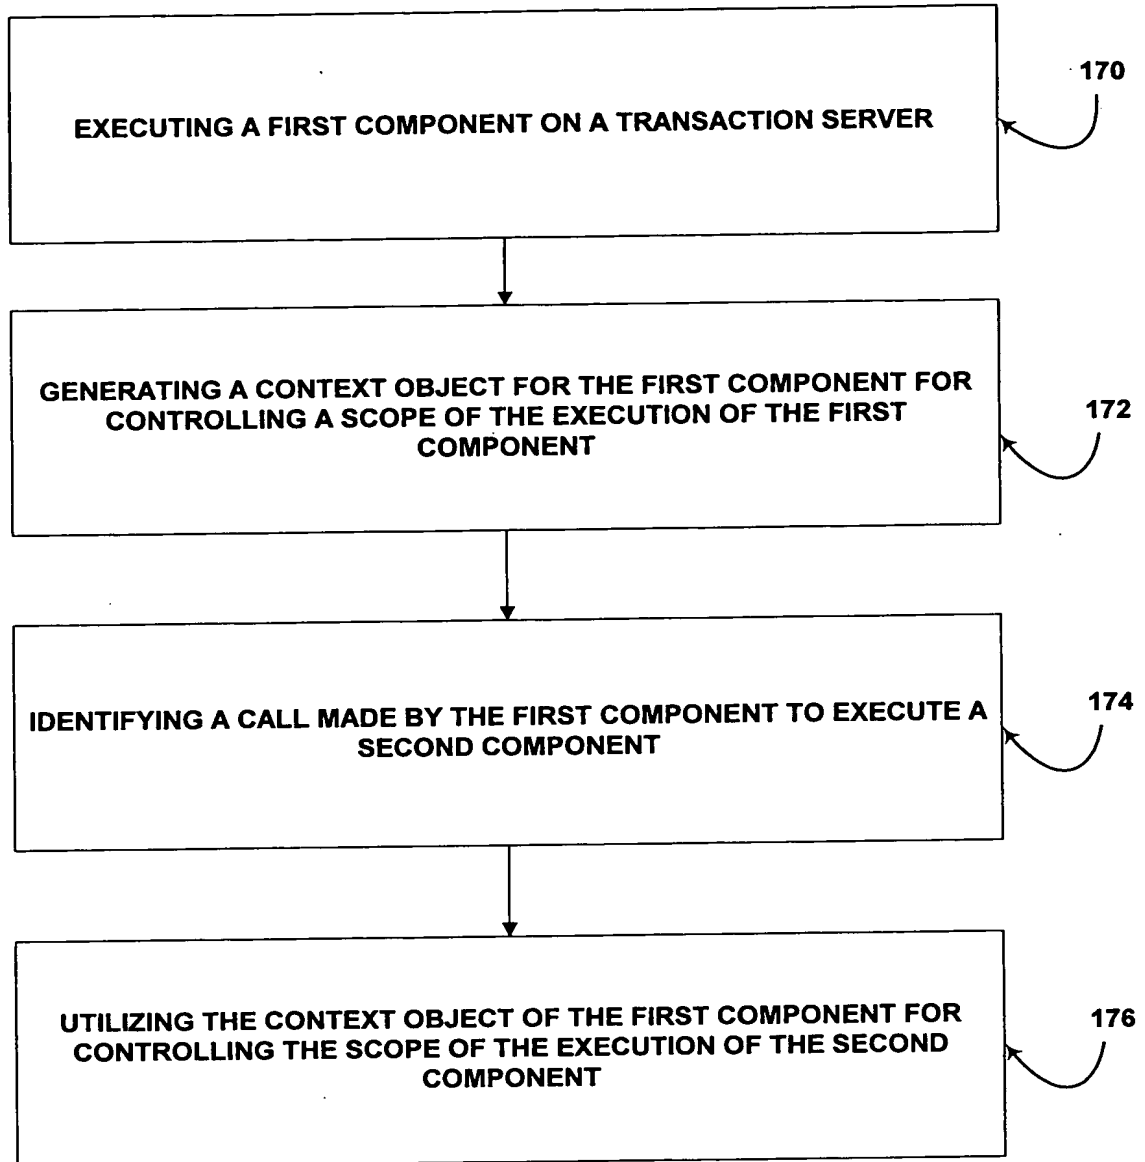 EXECUTING A FIRST COMPONENT ON A TRANSACTION SERVER
170
GENERATING A CONTEXT OBJECT FOR THE FIRST COMPONENT FOR
CONTROLLING A SCOPE OF THE EXECUTION OF THE FIRST
COMPONENT
172
IDENTIFYING A CALL MADE BY THE FIRST COMPONENT TO EXECUTE A
SECOND COMPONENT
174
UTILIZING THE CONTEXT OBJECT OF THE FIRST COMPONENT FOR
CONTROLLING THE SCOPE OF THE EXECUTION OF THE SECOND
COMPONENT
176